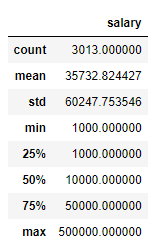 salary
count 3013.000000
mean 35732.824427
std 60247.753546
min 1000.000000
25% 1000.000000
50% 10000.000000
75% 50000.000000
max 500000.000000